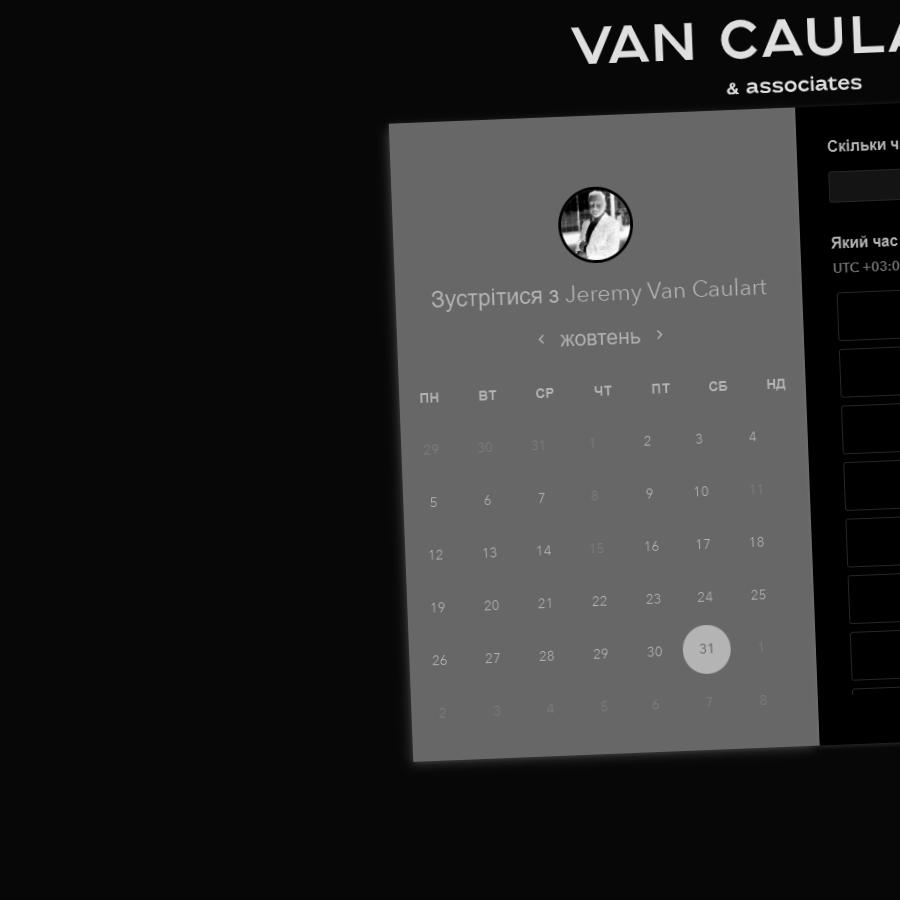 VAN CAULA
& associates
Зустрітися з Jeremy Van Caulart
‹ жовтень ›
ПН ВТ СР ЧТ ПТ СБ НД
29 30 31 1 2 3 4
5 6 7 8 9 10 11
12 13 14 15 16 17 18
19 20 21 22 23 24 25
26 27 28 29 30 31 1
2 3 4 5 6 7 8
Скільки ч
Який час
UTC +03:0